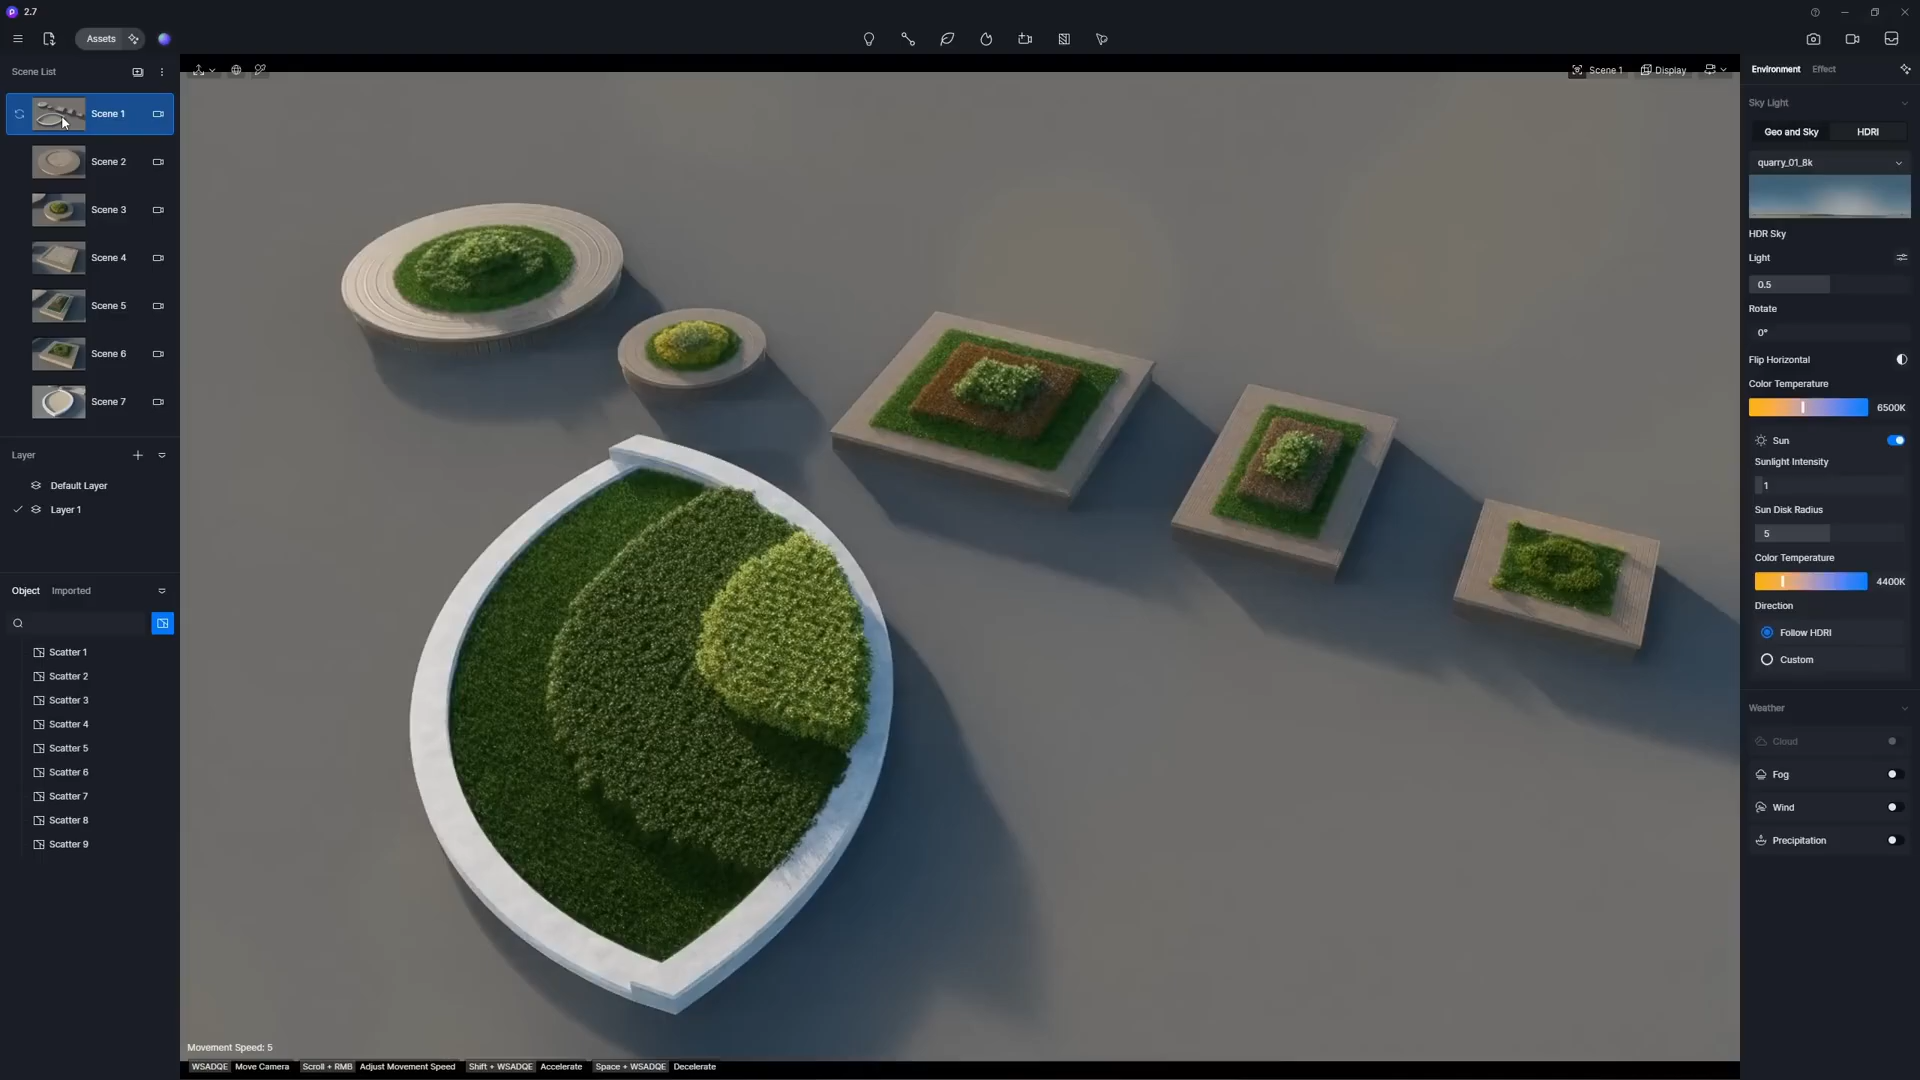 2.7
Assets
Scene List
Scene 1
Scene 2
Scene 3
Scene 4
Scene 5
Scene 6
Scene 7
Layer
Default Layer
Layer 1
Object Imported
Scatter 1
Scatter 2
Scatter 3
Scatter 4
Scatter 5
Scatter 6
Scatter 7
Scatter 8
Scatter 9
Scene 1 Display
Movement Speed: 5
WSADQE Move Camera Scroll + RMB Adjust Movement Speed Shift + WSADQE Accelerate Space + WSADQE Decelerate
Environment Effect
Sky Light
Geo and Sky HDRI
quarry_01_8k
HDR Sky
Light
0.5
Rotate
0°
Flip Horizontal
Color Temperature
6500K
Sun
Sunlight Intensity
1
Sun Disk Radius
5
Color Temperature
4400K
Direction
Follow HDRI
Custom
Weather
Cloud
Fog
Wind
Precipitation